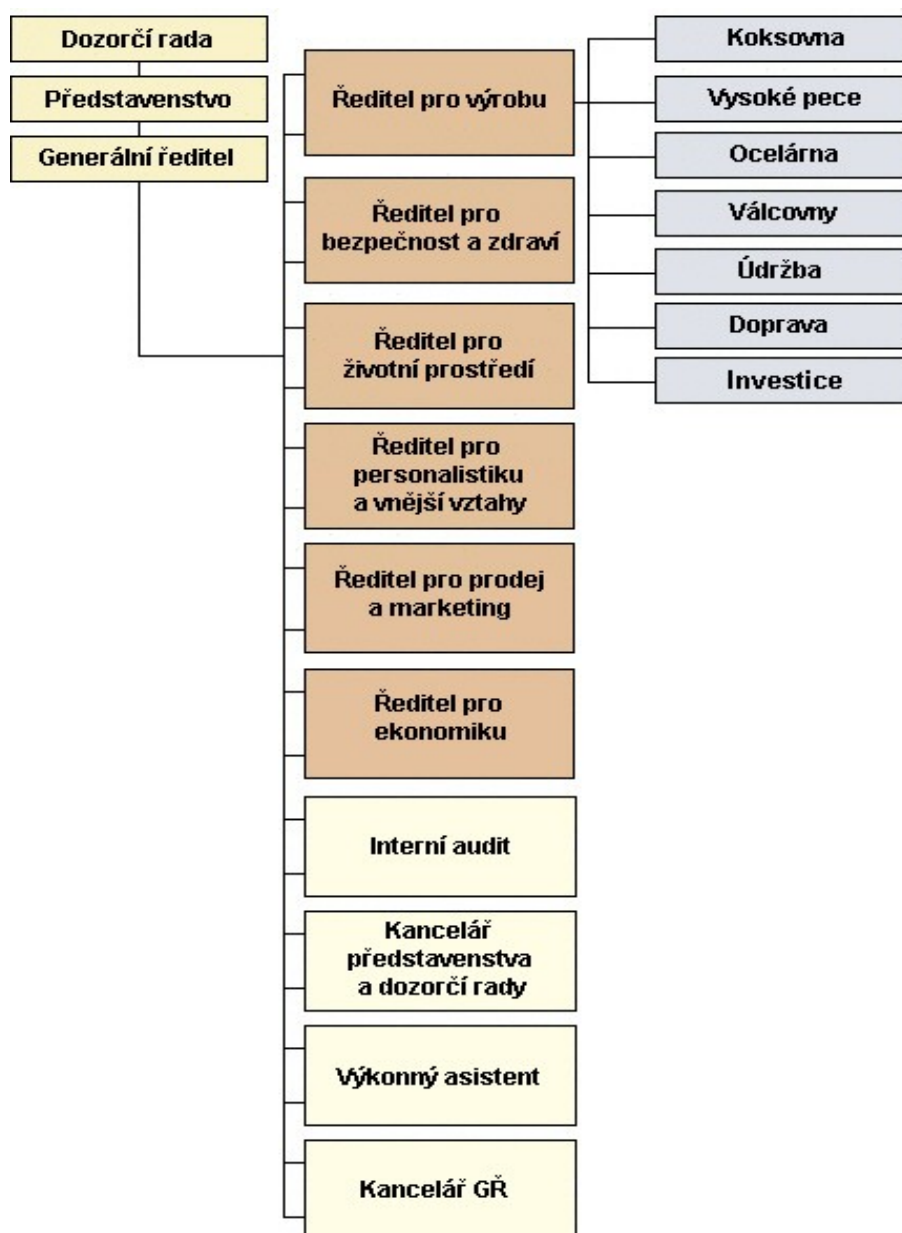 Dozorčí rada
Představenstvo
Generální ředitel
Ředitel pro výrobu
Ředitel pro
bezpečnost a zdraví
Ředitel pro
životní prostředí
Ředitel pro
personalistiku
a vnější vztahy
Ředitel pro prodej
a marketing
Ředitel pro
ekonomiku
Interní audit
Kancelář
představenstva
a dozorčí rady
Výkonný asistent
Kancelář GŘ
Koksovna
Vysoké pece
Ocelárna
Válcovny
Údržba
Doprava
Investice